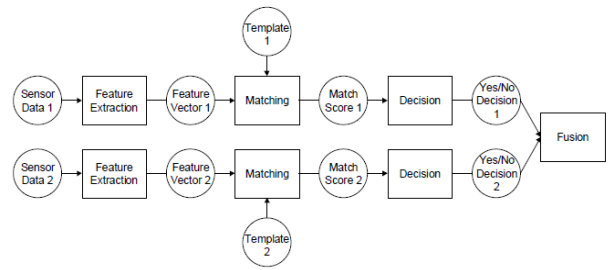 Template
1
Sensor
Data 1
Feature
Extraction
Feature
Vector 1
Matching
Match
Score 1
Decision
Yes/No
Decision
1
Fusion
Sensor
Data 2
Feature
Extraction
Feature
Vector 2
Matching
Match
Score 2
Decision
Yes/No
Decision
2
Template
2